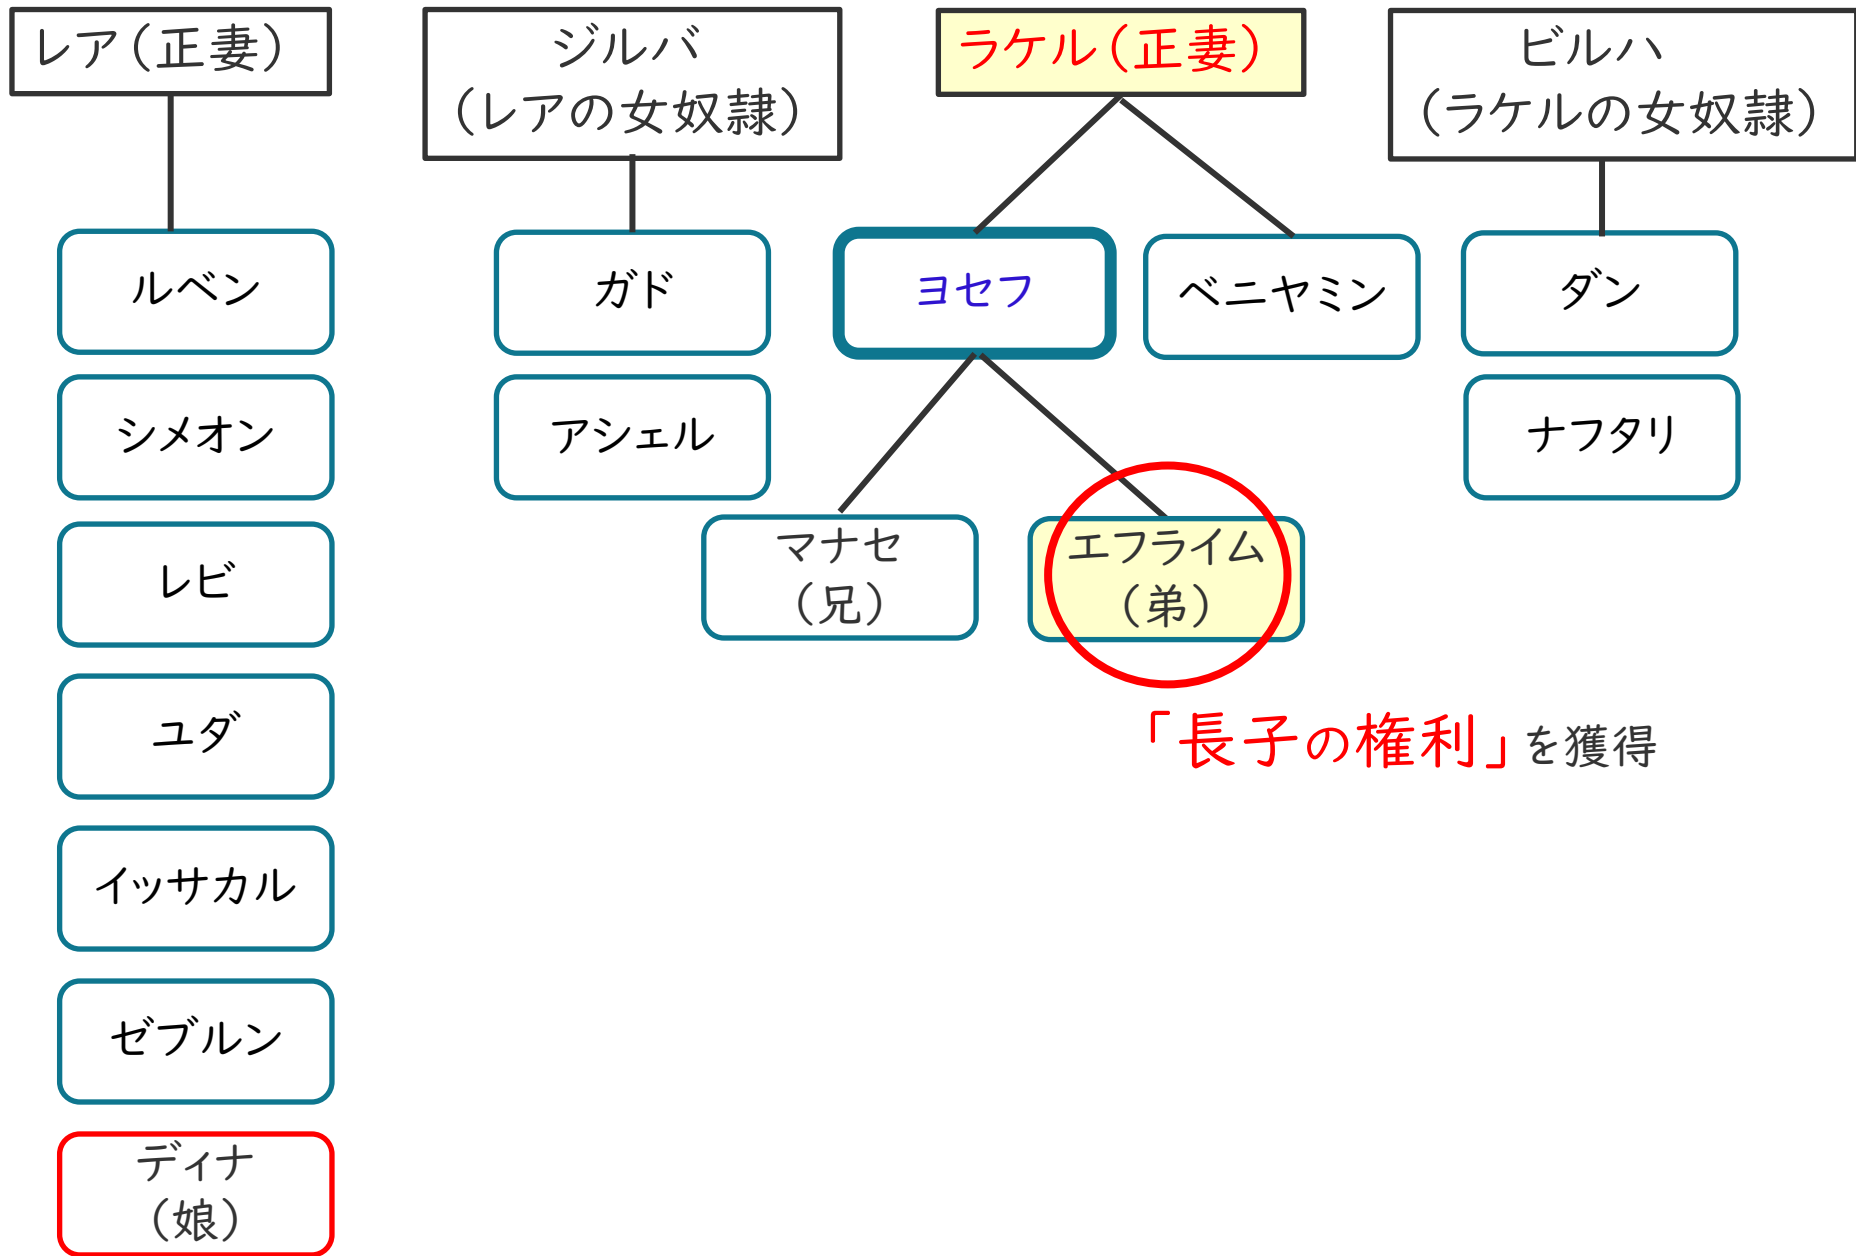 レア（正妻）
ジルバ
（レアの女奴隷）
ラケル（正妻）
ビルハ
（ラケルの女奴隷）
ルベン
ガド
ヨセフ
ベニヤミン
ダン
シメオン
アシェル
ナフタリ
レビ
マナセ
（兄）
エフライム
（弟）
ユダ
「長子の権利」を獲得
イッサカル
ゼブルン
ディナ
（娘）